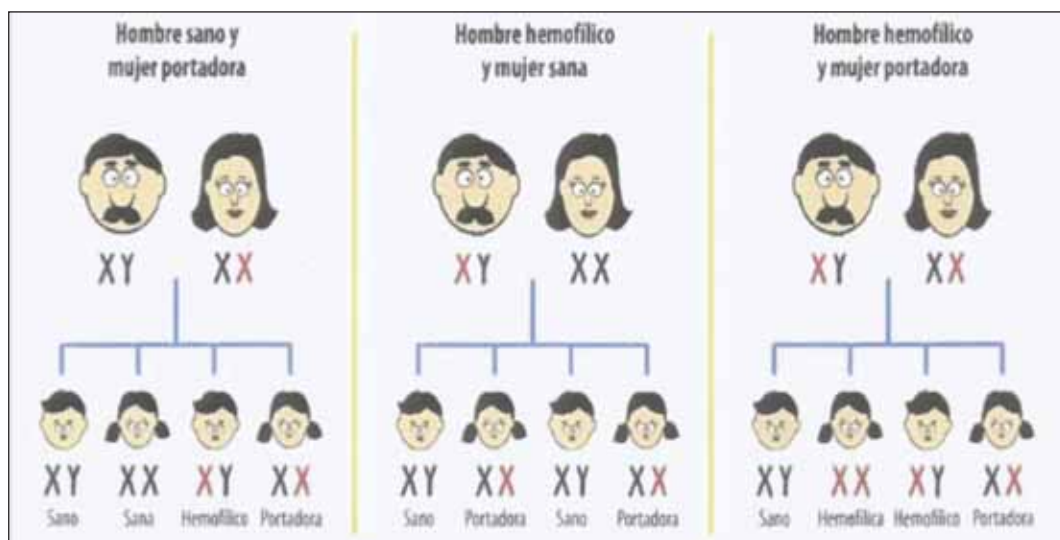 Hombre sano y
mujer portadora
XY XX
XY XX XY XX
Sano Sana Hemofílico Portadora
Hombre hemofílico
y mujer sana
XY XX
XY XX XY XX
Sano Portadora Sano Portadora
Hombre hemofílico
y mujer portadora
XY XX
XY XX XY XX
Sano Hemofílica Hemofílico Portadora